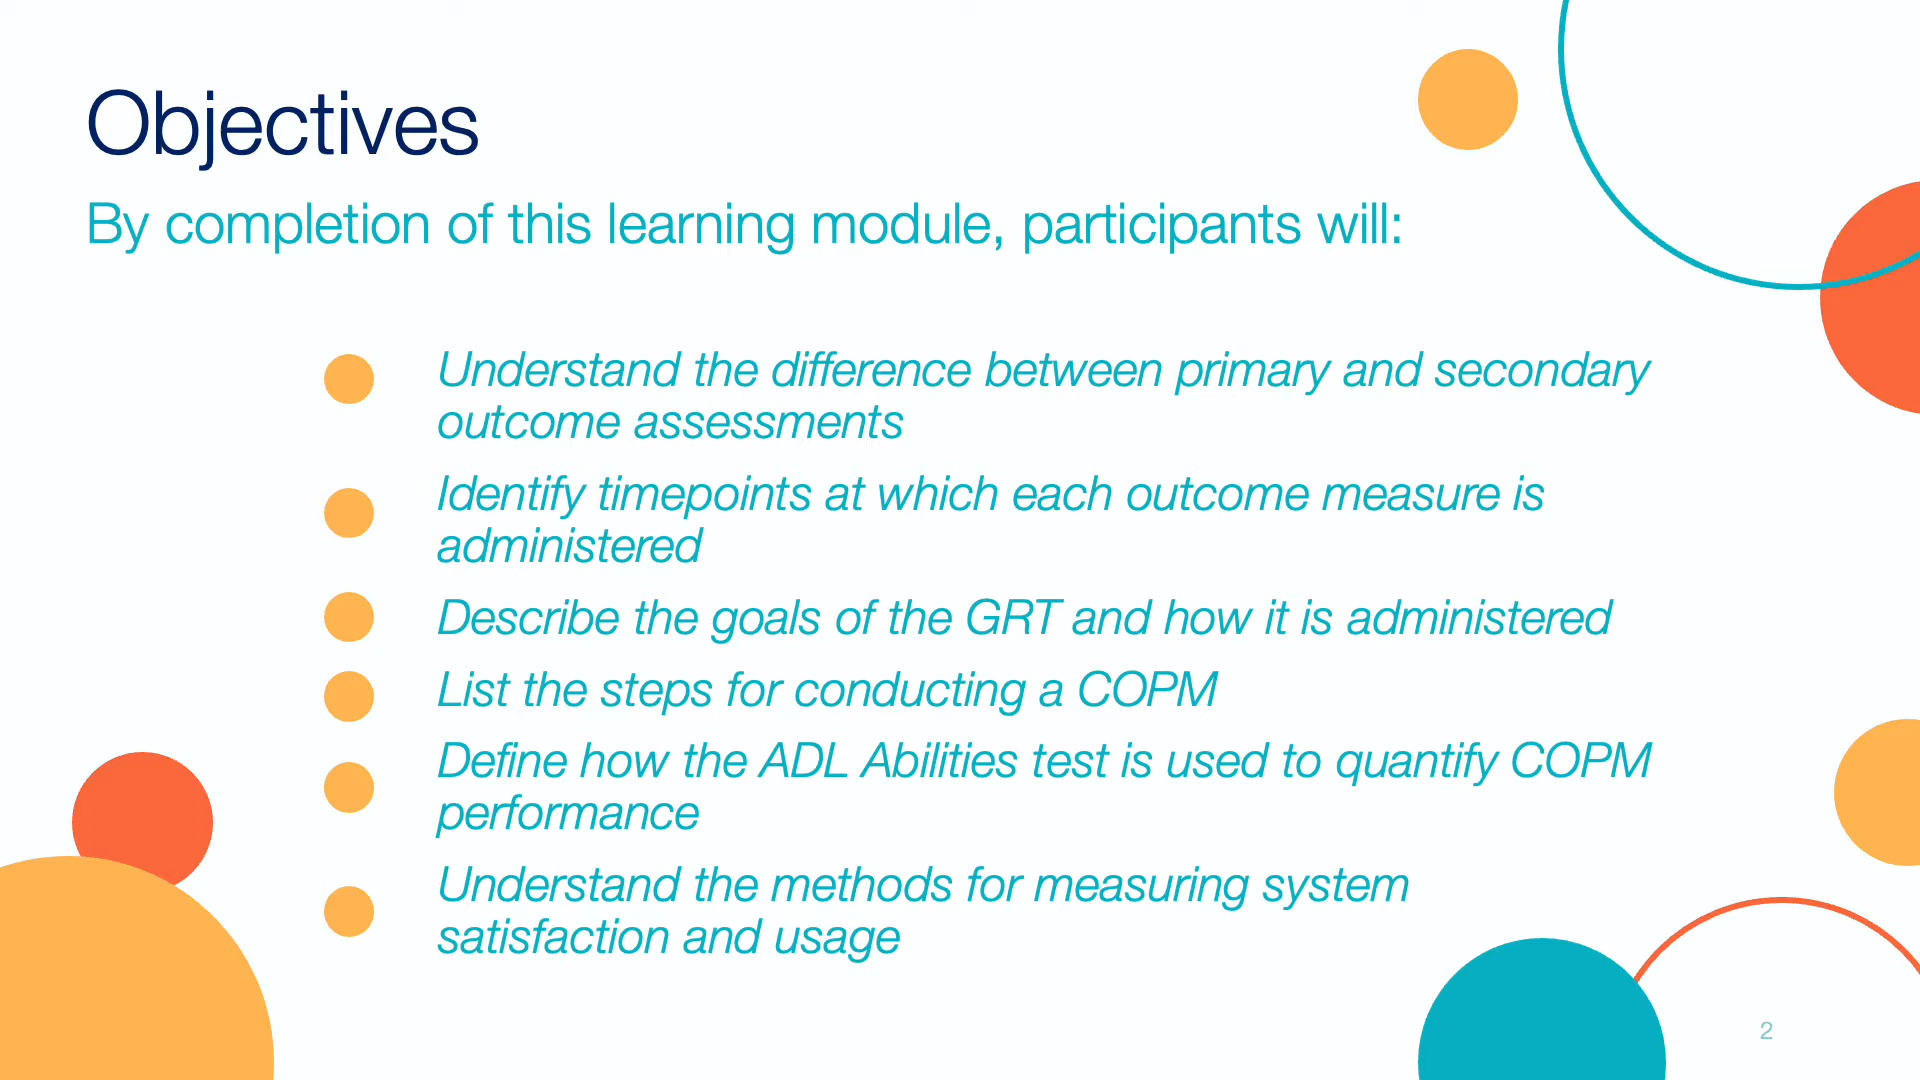 Objectives
By completion of this learning module, participants will:
Understand the difference between primary and secondary
outcome assessments
Identify timepoints at which each outcome measure is
administered
Describe the goals of the GRT and how it is administered
List the steps for conducting a COPM
Define how the ADL Abilities test is used to quantify COPM
performance
Understand the methods for measuring system
satisfaction and usage
2